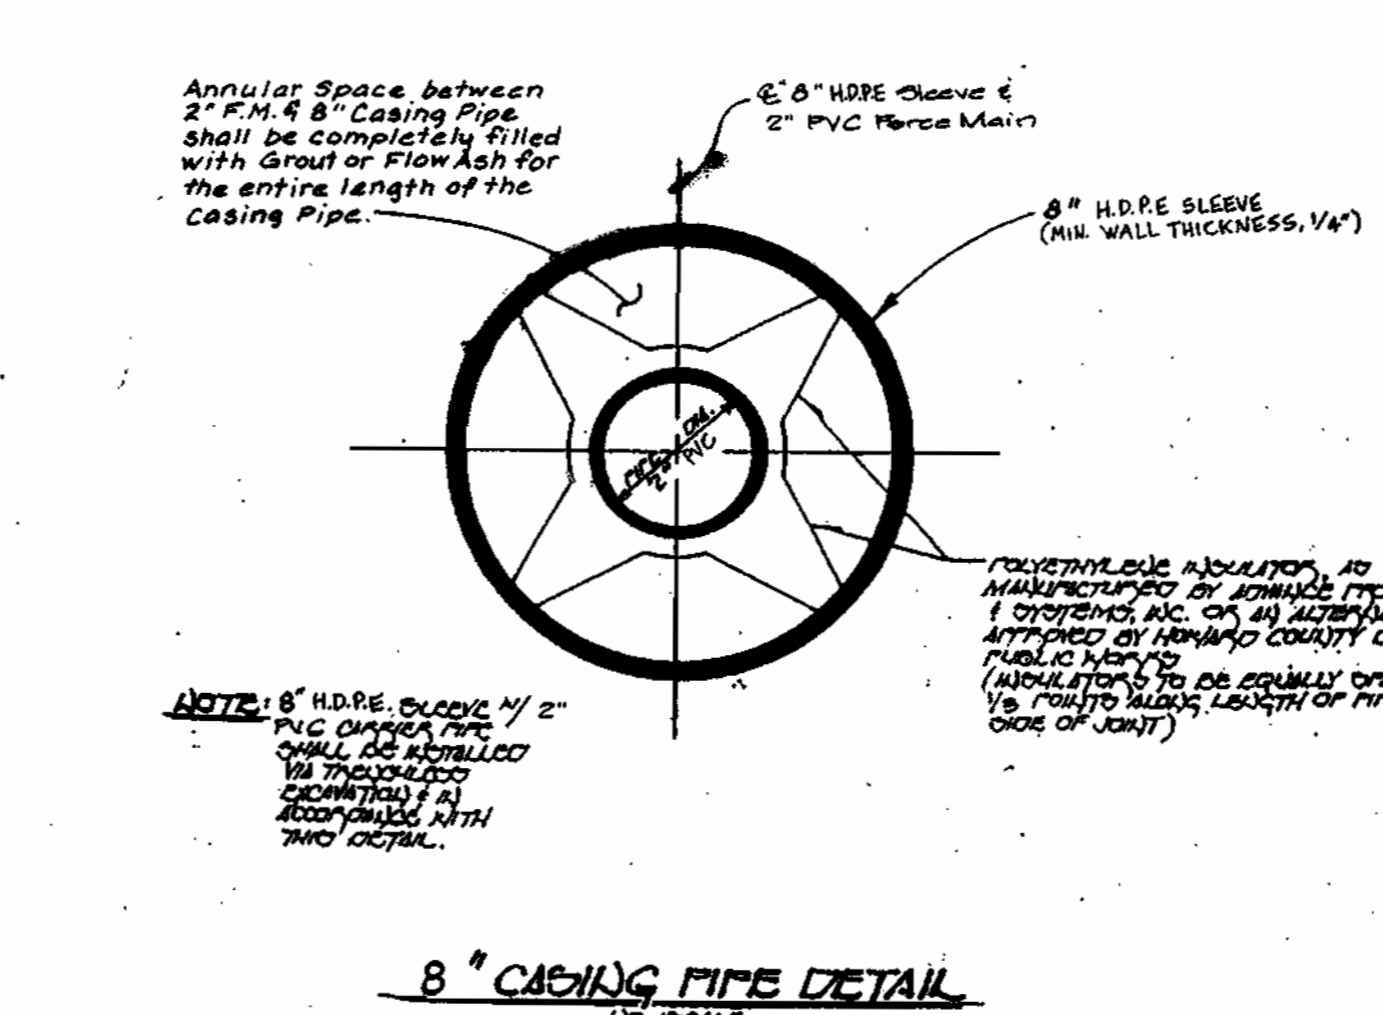 Annular Space between
2" F.M. & 8" Casing Pipe
shall be completely filled
with Grout or Flow Ash for
the entire length of the
Casing Pipe.
℄ 8" H.D.P.E Sleeve &
2" PVC Force Main
8" H.D.P.E SLEEVE
(MIN. WALL THICKNESS, 1/4")
PIPE DIA.
2" PVC
POLYETHYLENE INSULATOR, AS
MANUFACTURED BY ADVANCE
& SYSTEMS, INC. OR AN
APPROVED BY HOWARD COUNTY
PUBLIC WORKS
(INSULATORS TO BE EQUALLY
1/3 POINTS ALONG LENGTH OF
SIDE OF JOINT)
NOTE: 8" H.D.P.E. SLEEVE W/ 2"
PVC CARRIER PIPE
SHALL BE INSTALLED
VIA TRENCHLESS
EXCAVATION & IN
ACCORDANCE WITH
THIS DETAIL.
8" CASING PIPE DETAIL